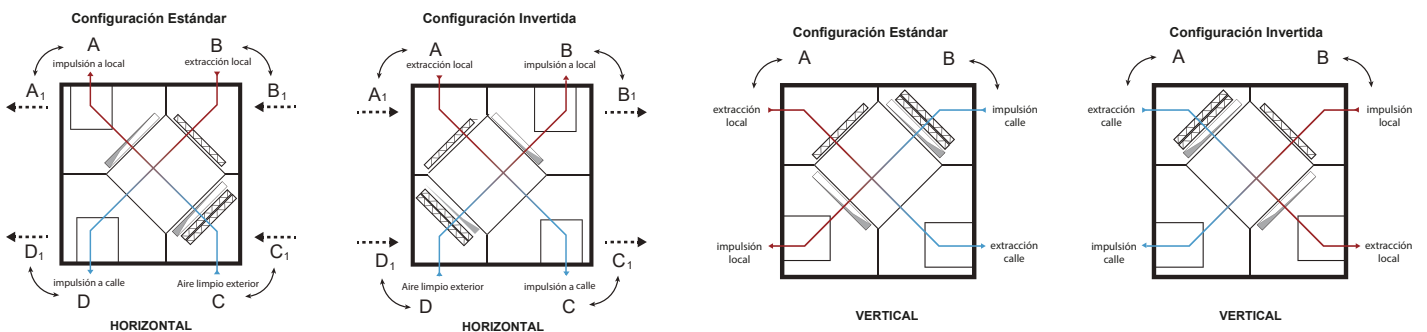 Configuración Estándar
A
B
impulsión a local
extracción local
A1
B1
D1
C1
impulsión a calle
Aire limpio exterior
D
C
HORIZONTAL
Configuración Invertida
A
B
extracción local
impulsión a local
A1
B1
D1
C1
Aire limpio exterior
impulsión a calle
D
C
HORIZONTAL
Configuración Estándar
A
B
extracción
local
impulsión
calle
impulsión
local
extracción
calle
VERTICAL
Configuración Invertida
A
B
extracción
calle
impulsión
local
impulsión
calle
extracción
local
VERTICAL